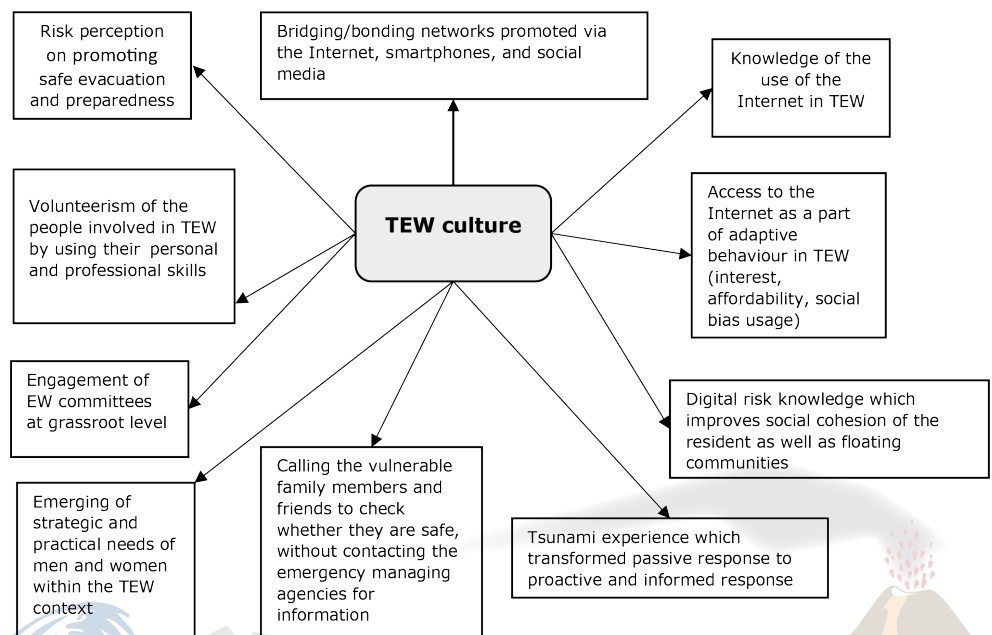 Risk perception
on promoting
safe evacuation
and preparedness
Bridging/bonding networks promoted via
the Internet, smartphones, and social
media
Knowledge of the
use of the
Internet in TEW
Volunteerism of the
people involved in TEW
by using their personal
and professional skills
TEW culture
Access to the
Internet as a part
of adaptive
behaviour in TEW
(interest,
affordability, social
bias usage)
Engagement of
EW committees
at grassroot level
Digital risk knowledge which
improves social cohesion of the
resident as well as floating
communities
Emerging of
strategic and
practical needs of
men and women
within the TEW
context
Calling the vulnerable
family members and
friends to check
whether they are safe,
without contacting the
emergency managing
agencies for
information
Tsunami experience which
transformed passive response to
proactive and informed response